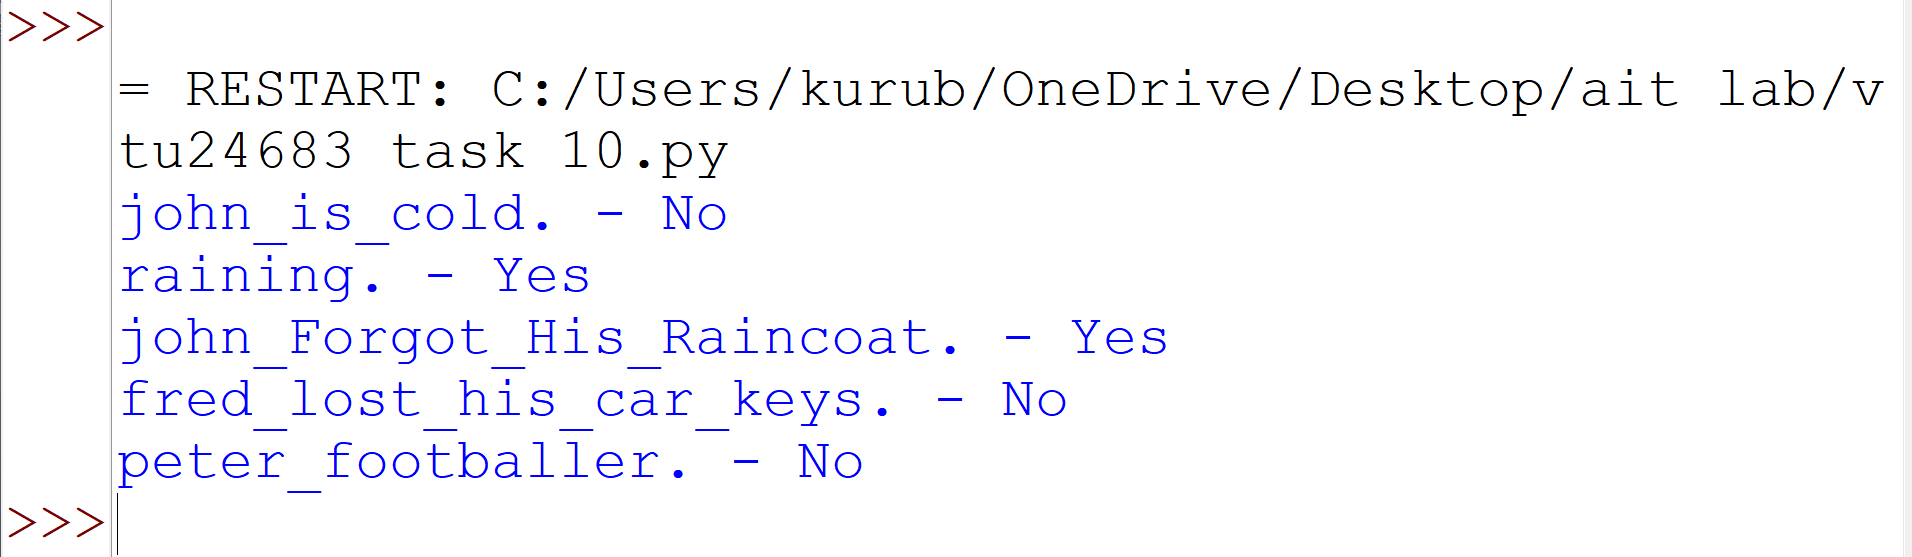 >>>
= RESTART: C:/Users/kurub/OneDrive/Desktop/ait lab/v
tu24683 task 10.py
john_is_cold. - No
raining. - Yes
john_Forgot_His_Raincoat. - Yes
fred_lost_his_car_keys. - No
peter_footballer. - No
>>>